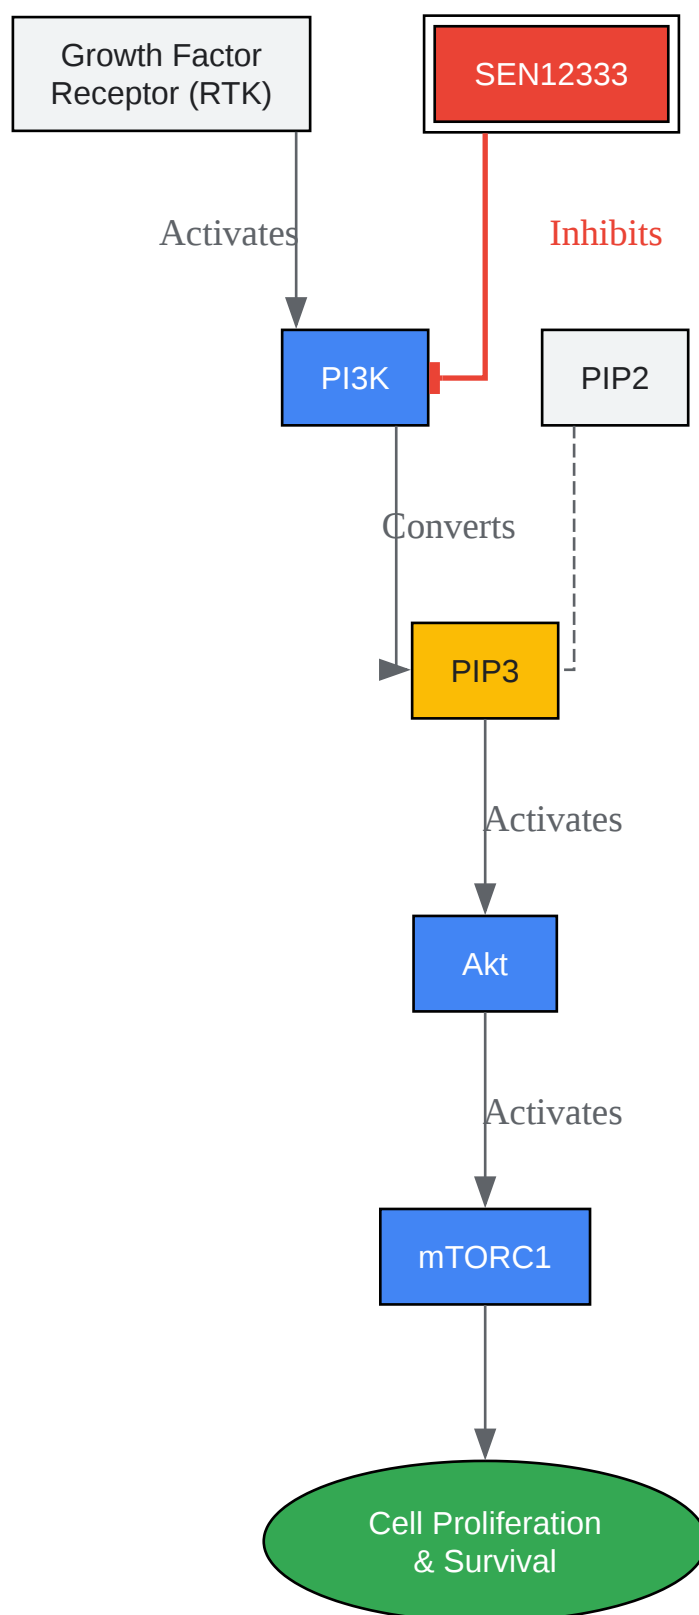 Growth Factor
Receptor (RTK)
SEN12333
Activates
Inhibits
PI3K
PIP2
Converts
PIP3
Activates
Akt
Activates
mTORC1
Cell Proliferation
& Survival